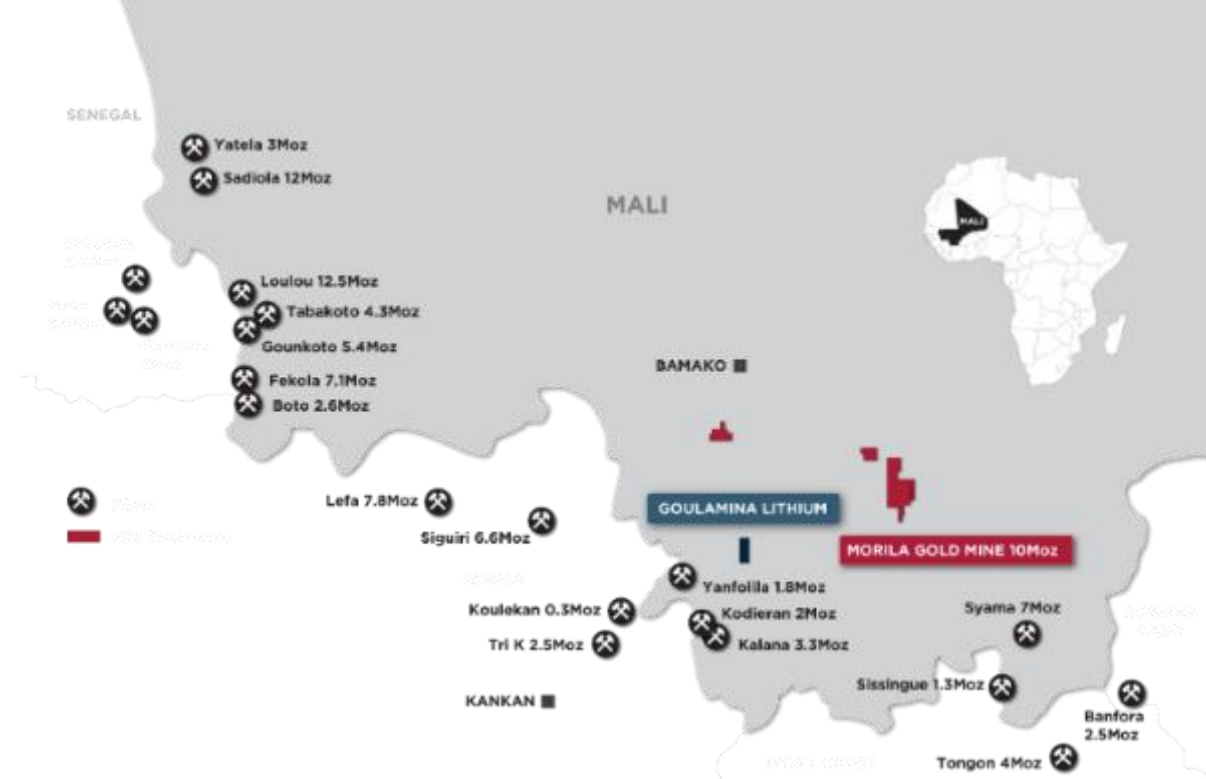 SENEGAL
Yatela 3Moz
Sadiola 12Moz
MALI
MALI
Loulou 12.5Moz
Tabakoto 4.3Moz
Gounkoto 5.4Moz
BAMAKO
Fekola 7.1Moz
Boto 2.6Moz
Lefa 7.8Moz
GOULAMINA LITHIUM
Siguiri 6.6Moz
MORILA GOLD MINE 10Moz
Yanfolila 1.8Moz
Koulekan 0.3Moz
Kodieran 2Moz
Syama 7Moz
Tri K 2.5Moz
Kalana 3.3Moz
Sissingue 1.3Moz
KANKAN
Banfora
2.5Moz
Tongon 4Moz